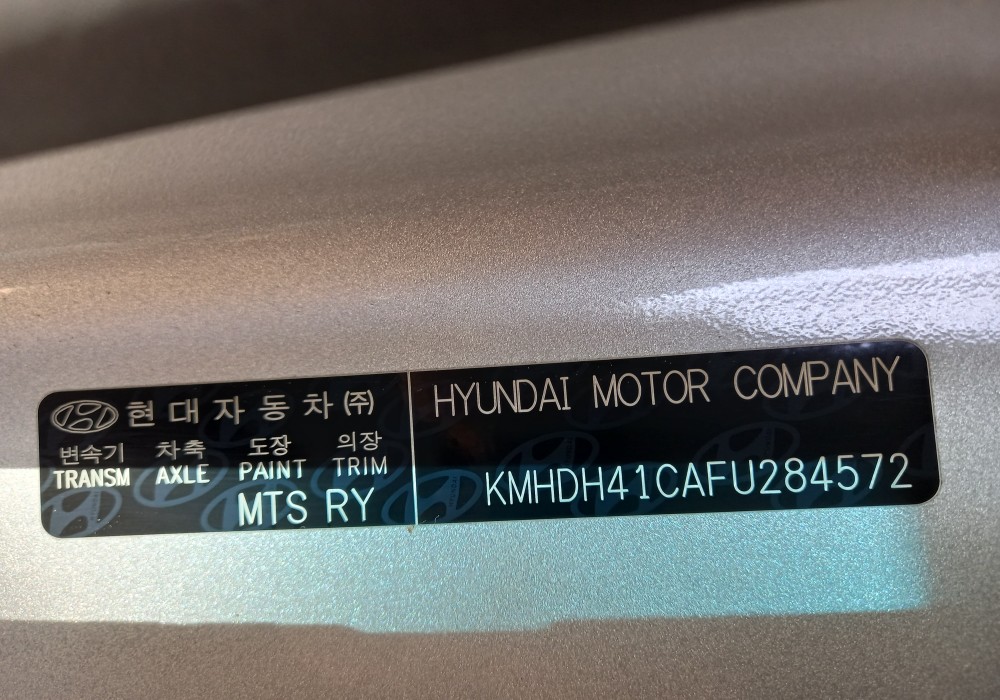 현대자동차㈜
변속기 차축 도장 의장
TRANSM AXLE PAINT TRIM
MTS RY
HYUNDAI MOTOR COMPANY
KMHDH41CAFU284572